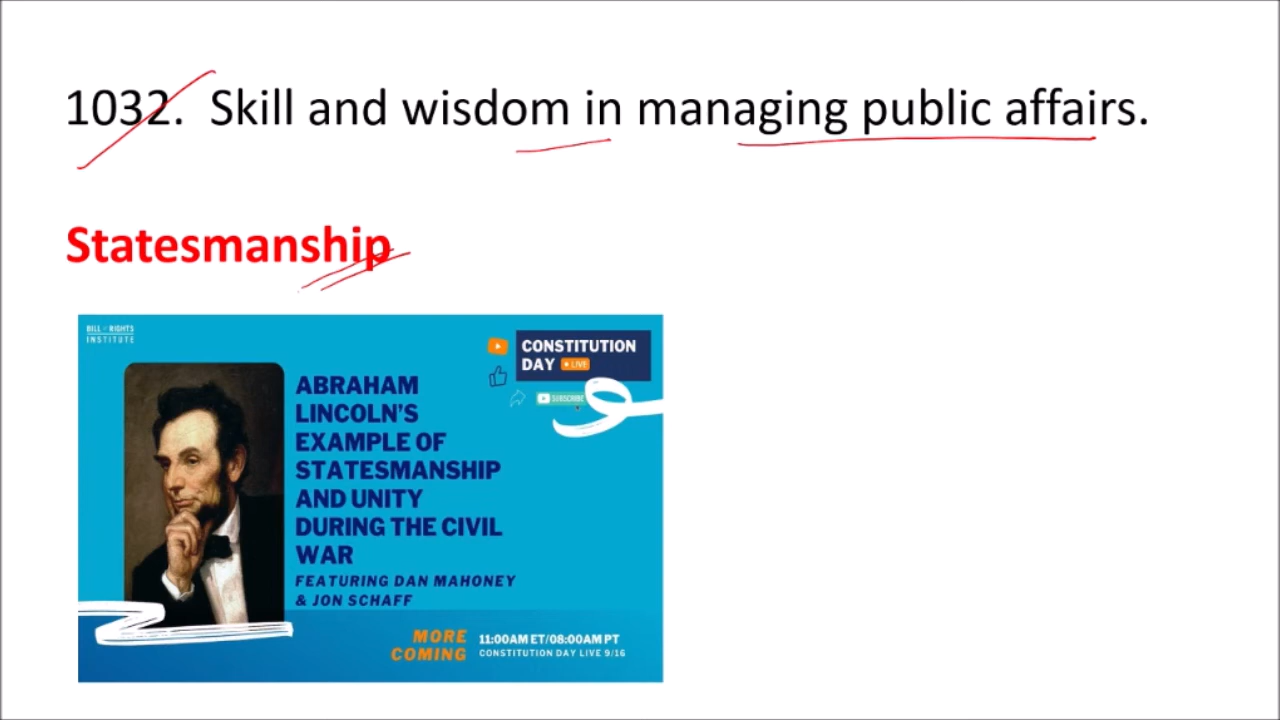 1032. Skill and wisdom in managing public affairs.
Statesmanship
BILL OF RIGHTS
INSTITUTE
CONSTITUTION
DAY LIVE
SUBSCRIBE
ABRAHAM
LINCOLN'S
EXAMPLE OF
STATESMANSHIP
AND UNITY
DURING THE CIVIL
WAR
FEATURING DAN MAHONEY
& JON SCHAFF
MORE
COMING
11:00AM ET/08:00AM PT
CONSTITUTION DAY LIVE 9/16